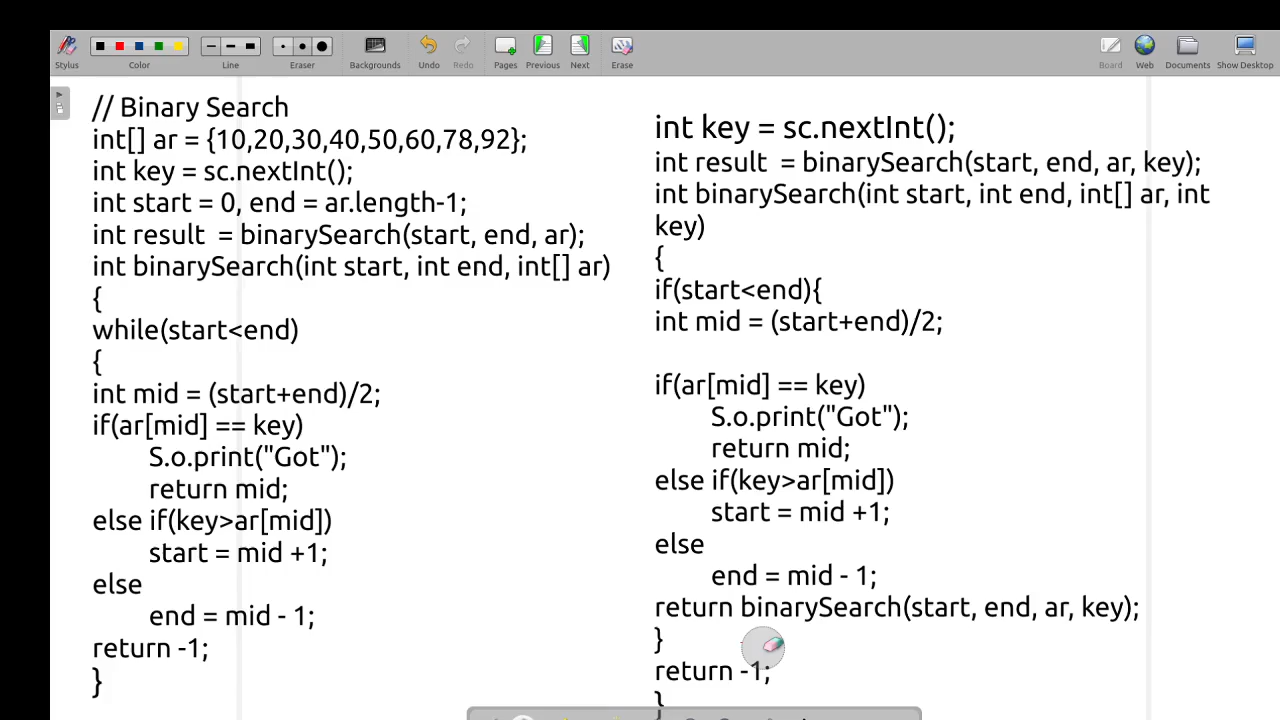 Stylus
Color
Line
Eraser
Backgrounds
Undo
Redo
Pages
Previous
Next
Erase
Board
Web
Documents
Show Desktop
// Binary Search
int[] ar = {10,20,30,40,50,60,78,92};
int key = sc.nextInt();
int start = 0, end = ar.length-1;
int result  = binarySearch(start, end, ar);
int binarySearch(int start, int end, int[] ar)
{
while(start<end)
{
int mid = (start+end)/2;
if(ar[mid] == key)
S.o.print("Got");
return mid;
else if(key>ar[mid])
start = mid +1;
else
end = mid - 1;
return -1;
}
int key = sc.nextInt();
int result  = binarySearch(start, end, ar, key);
int binarySearch(int start, int end, int[] ar, int
key)
{
if(start<end){
int mid = (start+end)/2;
if(ar[mid] == key)
S.o.print("Got");
return mid;
else if(key>ar[mid])
start = mid +1;
else
end = mid - 1;
return binarySearch(start, end, ar, key);
}
return -1;
}